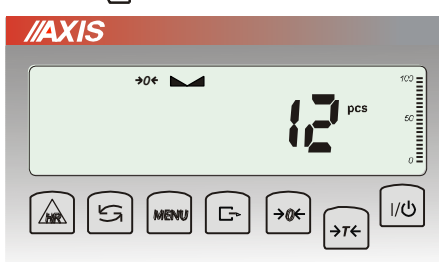 //AXIS
→0←
100
12 pcs
50
0
HR
MENU
→0←
→T←
I/⏻